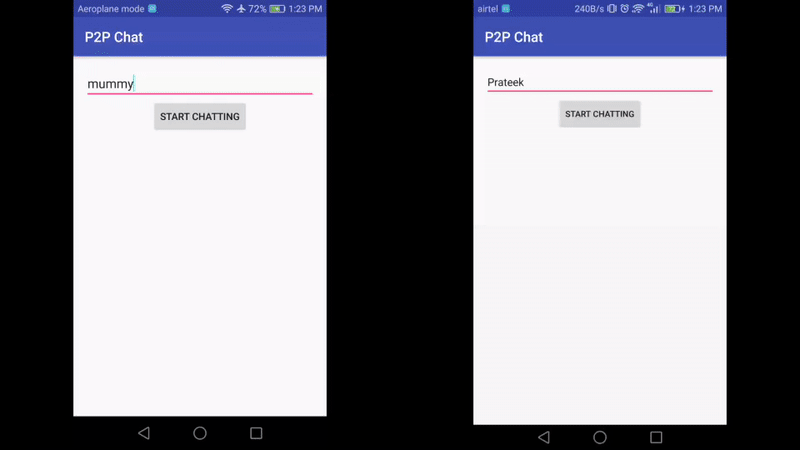 Aeroplane mode 72% 1:23 PM
P2P Chat
mummy
START CHATTING
airtel 240B/s 4G 1:23 PM
P2P Chat
Prateek
START CHATTING